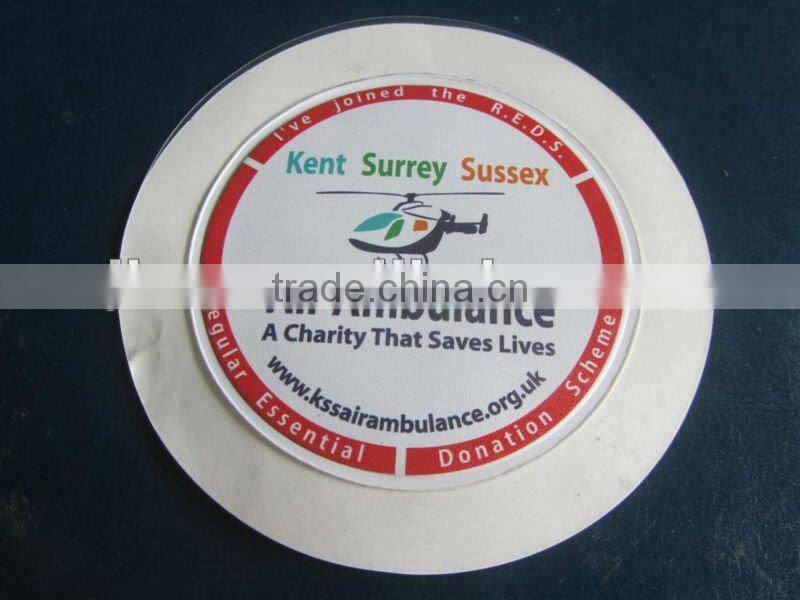 I've joined the R.E.D.S.
Kent Surrey Sussex
Air Ambulance
trade.china.cn
A Charity That Saves Lives
www.kssairambulance.org.uk
egular Essential Donation Scheme